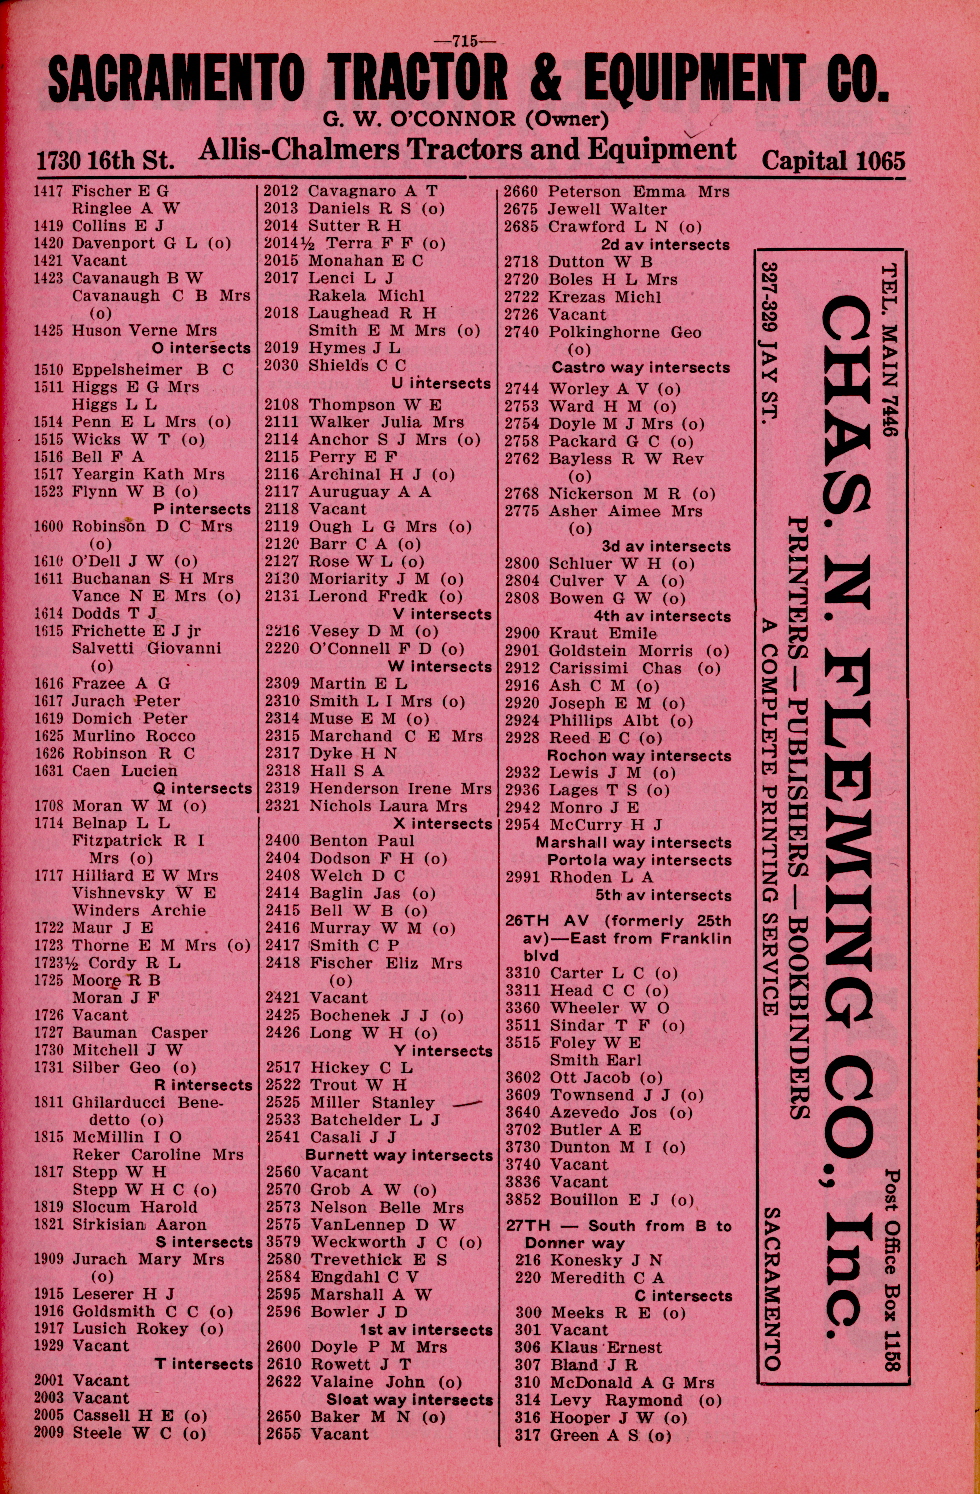 —715—
SACRAMENTO TRACTOR & EQUIPMENT CO.
G. W. O'CONNOR (Owner)
1730 16th St. Allis-Chalmers Tractors and Equipment Capital 1065
1417 Fischer E G
Ringlee A W
1419 Collins E J
1420 Davenport G L (o)
1421 Vacant
1423 Cavanaugh B W
Cavanaugh C B Mrs
(o)
1425 Huson Verne Mrs
O intersects
1510 Eppelsheimer B C
1511 Higgs E G Mrs
Higgs L L
1514 Penn E L Mrs (o)
1515 Wicks W T (o)
1516 Bell F A
1517 Yeargin Kath Mrs
1523 Flynn W B (o)
P intersects
1600 Robinson D C Mrs
(o)
1610 O'Dell J W (o)
1611 Buchanan S H Mrs
Vance N E Mrs (o)
1614 Dodds T J
1615 Frichette E J jr
Salvetti Giovanni
(o)
1616 Frazee A G
1617 Jurach Peter
1619 Domich Peter
1625 Murlino Rocco
1626 Robinson R C
1631 Caen Lucien
Q intersects
1708 Moran W M (o)
1714 Belnap L L
Fitzpatrick R I
Mrs (o)
1717 Hilliard E W Mrs
Vishnevsky W E
Winders Archie
1722 Maur J E
1723 Thorne E M Mrs (o)
1723½ Cordy R L
1725 Moore R B
Moran J F
1726 Vacant
1727 Bauman Casper
1730 Mitchell J W
1731 Silber Geo (o)
R intersects
1811 Ghilarducci Bene-
detto (o)
1815 McMillin I O
Reker Caroline Mrs
1817 Stepp W H
Stepp W H C (o)
1819 Slocum Harold
1821 Sirkisian Aaron
S intersects
1909 Jurach Mary Mrs
(o)
1915 Leserer H J
1916 Goldsmith C C (o)
1917 Lusich Rokey (o)
1929 Vacant
T intersects
2001 Vacant
2003 Vacant
2005 Cassell H E (o)
2009 Steele W C (o)
2012 Cavagnaro A T
2013 Daniels R S (o)
2014 Sutter R H
2014½ Terra F F (o)
2015 Monahan E C
2017 Lenci L J
Rakela Michl
2018 Laughead R H
Smith E M Mrs (o)
2019 Hymes J L
2030 Shields C C
U intersects
2108 Thompson W E
2111 Walker Julia Mrs
2114 Anchor S J Mrs (o)
2115 Perry E F
2116 Archinal H J (o)
2117 Auruguay A A
2118 Vacant
2119 Ough L G Mrs (o)
2120 Barr C A (o)
2127 Rose W L (o)
2130 Moriarity J M (o)
2131 Lerond Fredk (o)
V intersects
2216 Vesey D M (o)
2220 O'Connell F D (o)
W intersects
2309 Martin E L
2310 Smith L I Mrs (o)
2314 Muse E M (o)
2315 Marchand C E Mrs
2317 Dyke H N
2318 Hall S A
2319 Henderson Irene Mrs
2321 Nichols Laura Mrs
X intersects
2400 Benton Paul
2404 Dodson F H (o)
2408 Welch D C
2414 Baglin Jas (o)
2415 Bell W B (o)
2416 Murray W M (o)
2417 Smith C P
2418 Fischer Eliz Mrs
(o)
2421 Vacant
2425 Bochenek J J (o)
2426 Long W H (o)
Y intersects
2517 Hickey C L
2522 Trout W H
2525 Miller Stanley
2533 Batchelder L J
2541 Casali J J
Burnett way intersects
2560 Vacant
2570 Grob A W (o)
2573 Nelson Belle Mrs
2575 VanLennep D W
3579 Weckworth J C (o)
2580 Trevethick E S
2584 Engdahl C V
2595 Marshall A W
2596 Bowler J D
1st av intersects
2600 Doyle P M Mrs
2610 Rowett J T
2622 Valaine John (o)
Sloat way intersects
2650 Baker M N (o)
2655 Vacant
2660 Peterson Emma Mrs
2675 Jewell Walter
2685 Crawford L N (o)
2d av intersects
2718 Dutton W B
2720 Boles H L Mrs
2722 Krezas Michl
2726 Vacant
2740 Polkinghorne Geo
(o)
Castro way intersects
2744 Worley A V (o)
2753 Ward H M (o)
2754 Doyle M J Mrs (o)
2758 Packard G C (o)
2762 Bayless R W Rev
(o)
2768 Nickerson M R (o)
2775 Asher Aimee Mrs
(o)
3d av intersects
2800 Schluer W H (o)
2804 Culver V A (o)
2808 Bowen G W (o)
4th av intersects
2900 Kraut Emile
2901 Goldstein Morris (o)
2912 Carissimi Chas (o)
2916 Ash C M (o)
2920 Joseph E M (o)
2924 Phillips Albt (o)
2928 Reed E C (o)
Rochon way intersects
2932 Lewis J M (o)
2936 Lages T S (o)
2942 Monro J E
2954 McCurry H J
Marshall way intersects
Portola way intersects
2991 Rhoden L A
5th av intersects
26TH AV (formerly 25th
av)—East from Franklin
blvd
3310 Carter L C (o)
3311 Head C C (o)
3360 Wheeler W O
3511 Sindar T F (o)
3515 Foley W E
Smith Earl
3602 Ott Jacob (o)
3609 Townsend J J (o)
3640 Azevedo Jos (o)
3702 Butler A E
3730 Dunton M I (o)
3740 Vacant
3836 Vacant
3852 Bouillon E J (o)
27TH — South from B to
Donner way
216 Konesky J N
220 Meredith C A
C intersects
300 Meeks R E (o)
301 Vacant
306 Klaus Ernest
307 Bland J R
310 McDonald A G Mrs
314 Levy Raymond (o)
316 Hooper J W (o)
317 Green A S (o)
TEL. MAIN 7446 Post Office Box 1158
CHAS. N. FLEMING CO., Inc.
PRINTERS — PUBLISHERS — BOOKBINDERS
327-329 JAY ST. A COMPLETE PRINTING SERVICE SACRAMENTO